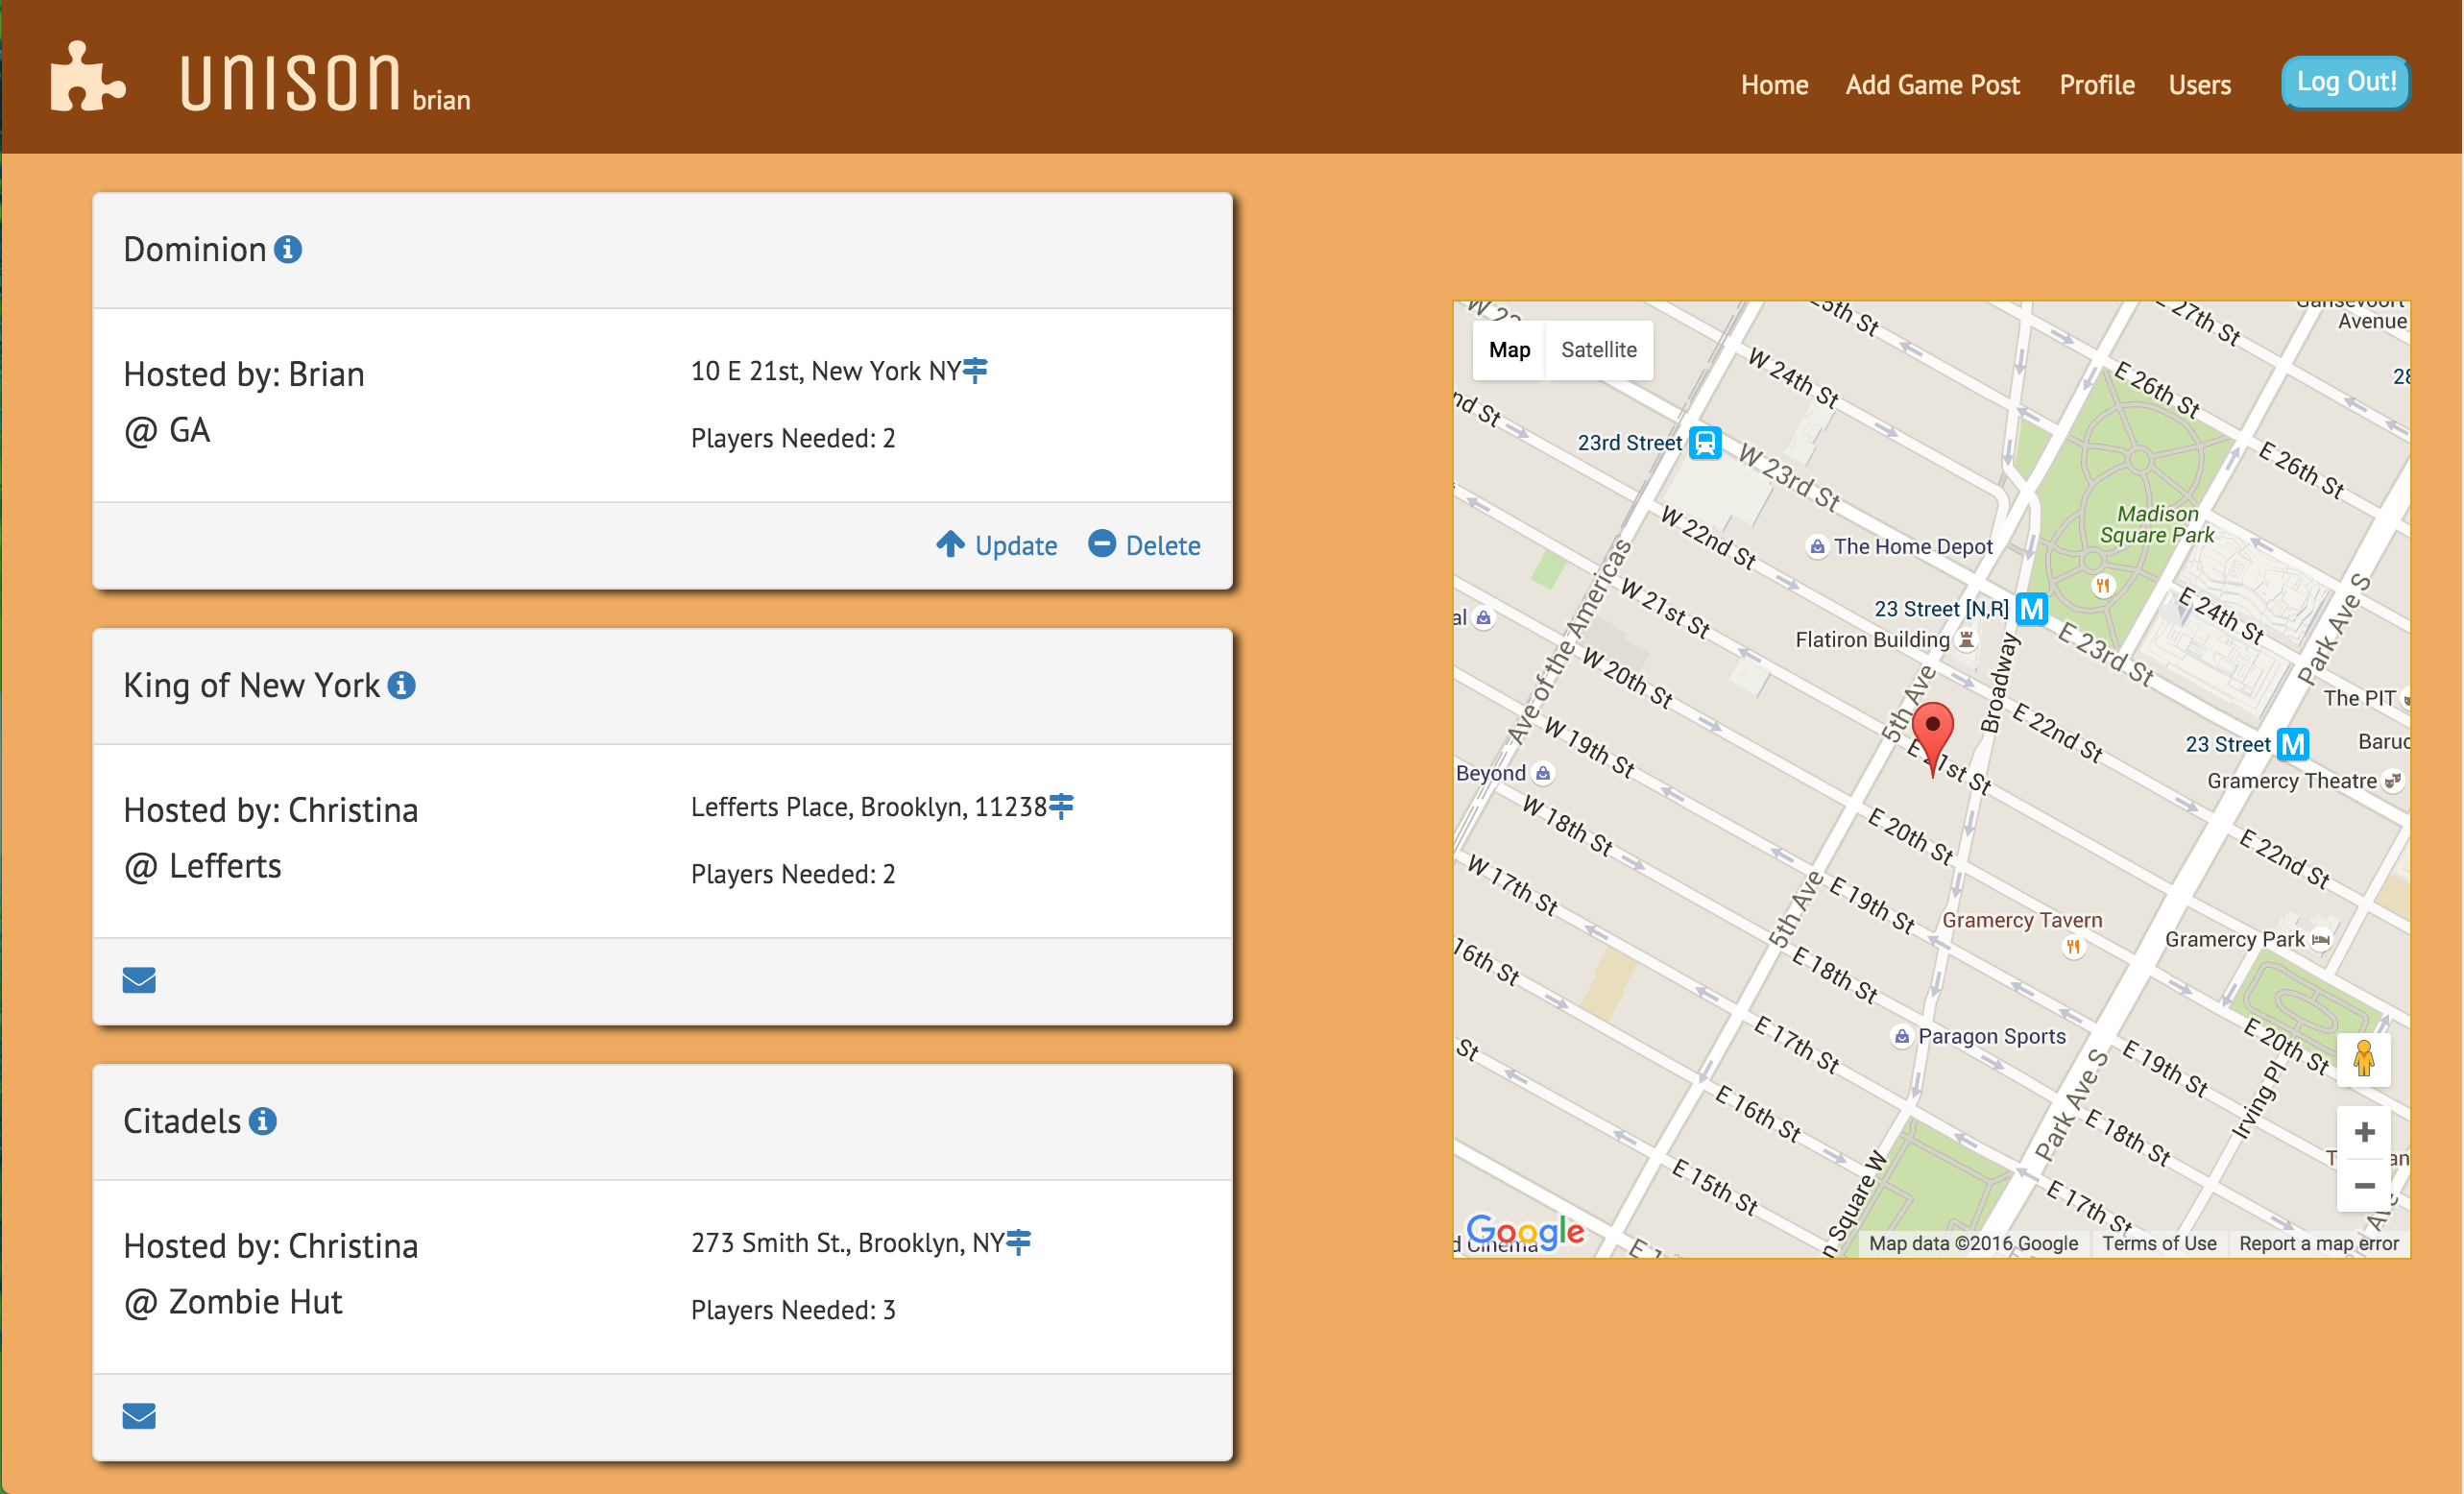 UNISON brian
Home Add Game Post Profile Users Log Out!
Dominion
Hosted by: Brian
@ GA
10 E 21st, New York NY
Players Needed: 2
Update Delete
King of New York
Hosted by: Christina
@ Lefferts
Lefferts Place, Brooklyn, 11238
Players Needed: 2
Citadels
Hosted by: Christina
@ Zombie Hut
273 Smith St., Brooklyn, NY
Players Needed: 3
Map Satellite
E 27th St
Avenue
W 24th St
E 26th St
23rd Street
W 23rd St
E 26th St
Madison
Square Park
W 22nd St
The Home Depot
Ave of the Americas
W 21st St
23 Street [N,R]
E 24th St
Flatiron Building
E 23rd St
Park Ave S
W 20th St
5th Ave
Broadway
The PIT
E 22nd St
W 19th St
E 21st St
23 Street
Beyond
Gramercy Theatre
W 18th St
E 20th St
E 22nd St
W 17th St
5th Ave
E 19th St
Gramercy Tavern
Gramercy Park
16th St
E 18th St
E 17th St
Paragon Sports
E 20th St
St
E 19th St
Irving Pl
Park Ave S
E 16th St
E 18th St
E 15th St
Square W
E 17th St
Google
Map data ©2016 Google Terms of Use Report a map error